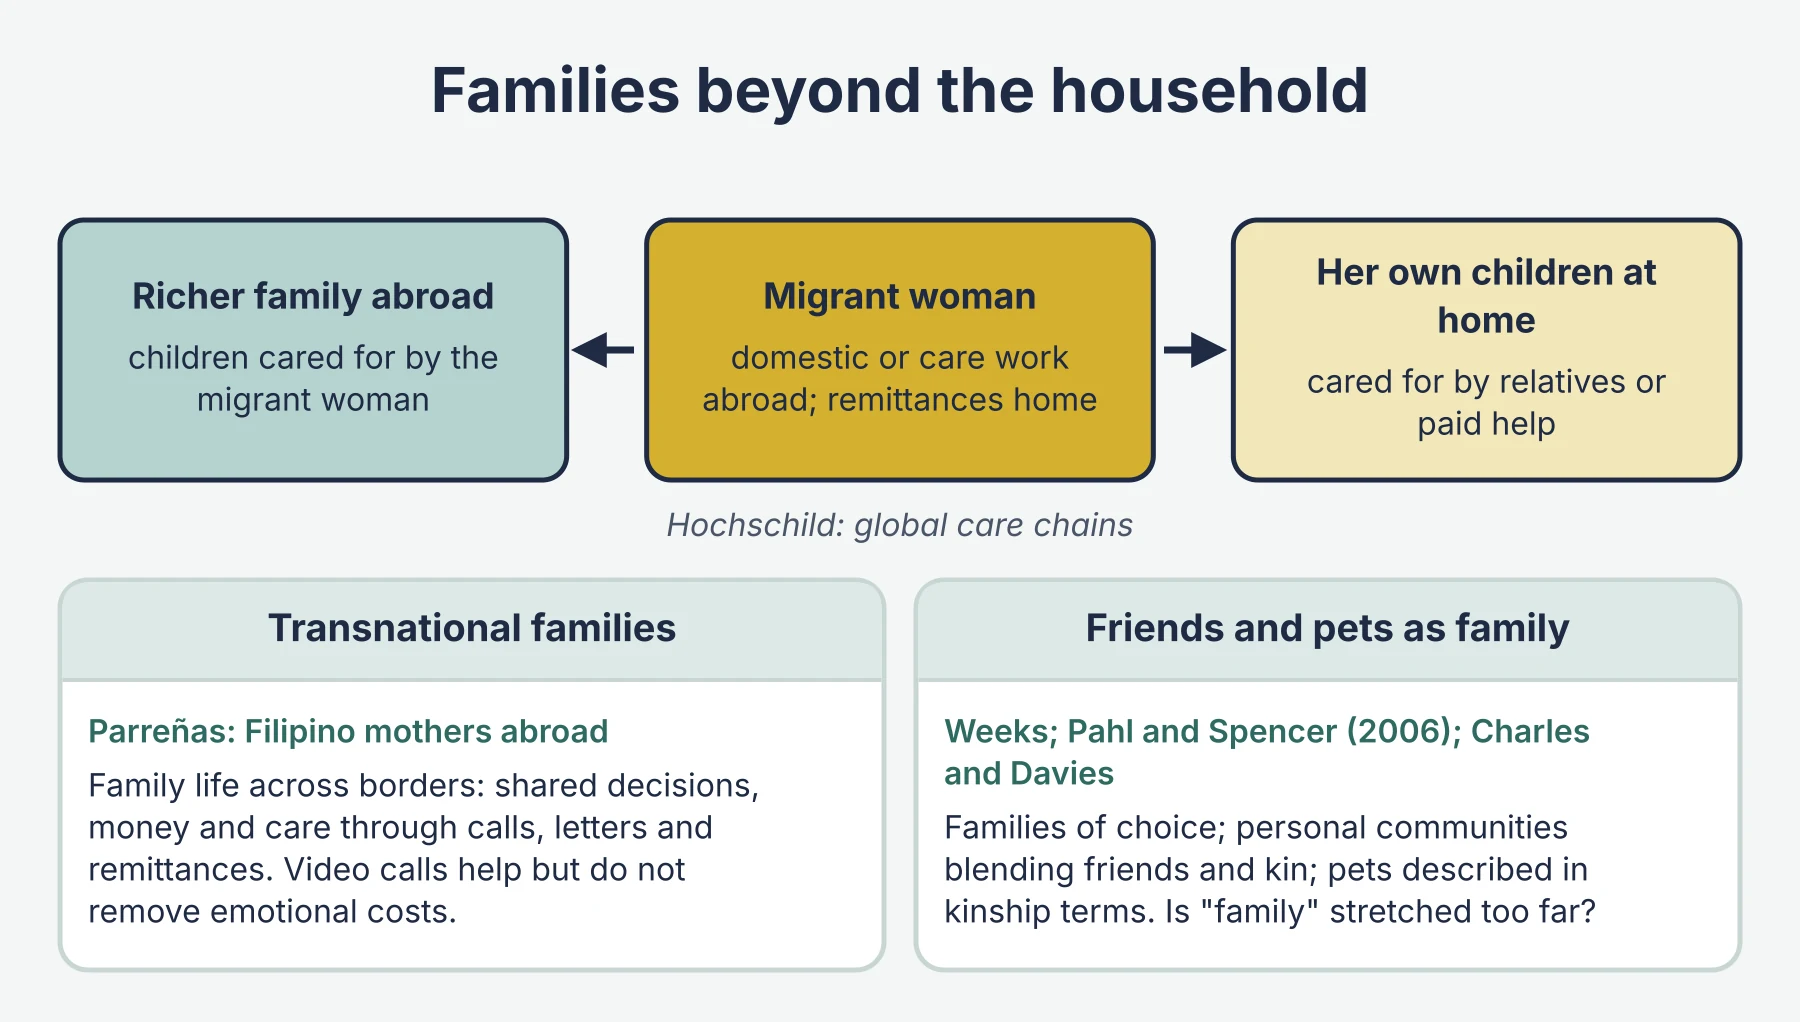 Families beyond the household
Richer family abroad
children cared for by the
migrant woman
Migrant woman
domestic or care work
abroad; remittances home
Her own children at
home
cared for by relatives or
paid help
Hochschild: global care chains
Transnational families
Parreñas: Filipino mothers abroad
Family life across borders: shared decisions,
money and care through calls, letters and
remittances. Video calls help but do not
remove emotional costs.
Friends and pets as family
Weeks; Pahl and Spencer (2006); Charles
and Davies
Families of choice; personal communities
blending friends and kin; pets described in
kinship terms. Is "family" stretched too far?